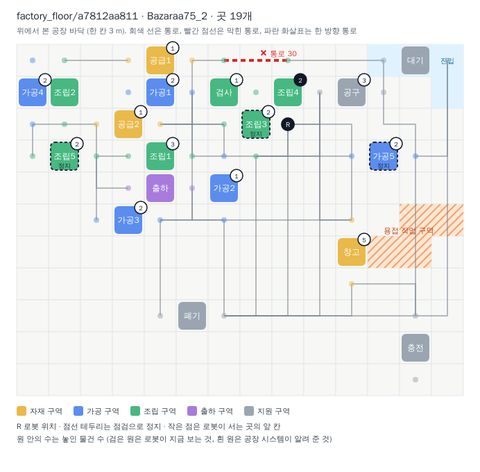 factory_floor/a7812aa811 · Bazaraa75_2 · 곳 19개
위에서 본 공장 바닥 (한 칸 3 m). 회색 선은 통로, 빨간 점선은 막힌 통로, 파란 화살표는 한 방향 통로
공급1 1
✕ 통로 30
대기
진입
가공4 2
조립2 2
가공1 2
검사 1
조립4 2
공구 3
공급2 1
조립3 정지 2
R
조립5 정지 2
조립1 3
가공5 정지 2
출하
가공2 1
가공3 2
용접 작업 구역
창고 5
폐기
충전
자재 구역
가공 구역
조립 구역
출하 구역
지원 구역
R 로봇 위치 · 점선 테두리는 점검으로 정지 · 작은 점은 로봇이 서는 곳의 앞 칸
원 안의 수는 놓인 물건 수 (검은 원은 로봇이 지금 보는 것, 흰 원은 공장 시스템이 알려 준 것)